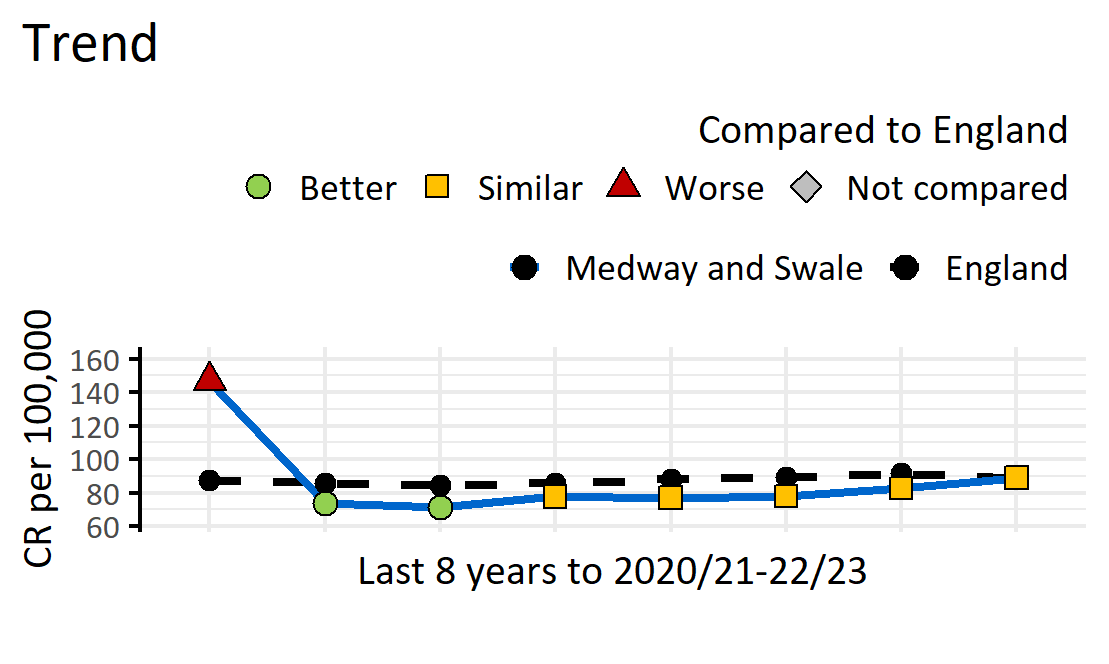 Trend
Compared to England
Better Similar Worse Not compared
Medway and Swale England
CR per 100,000
160
140
120
100
80
60
Last 8 years to 2020/21-22/23